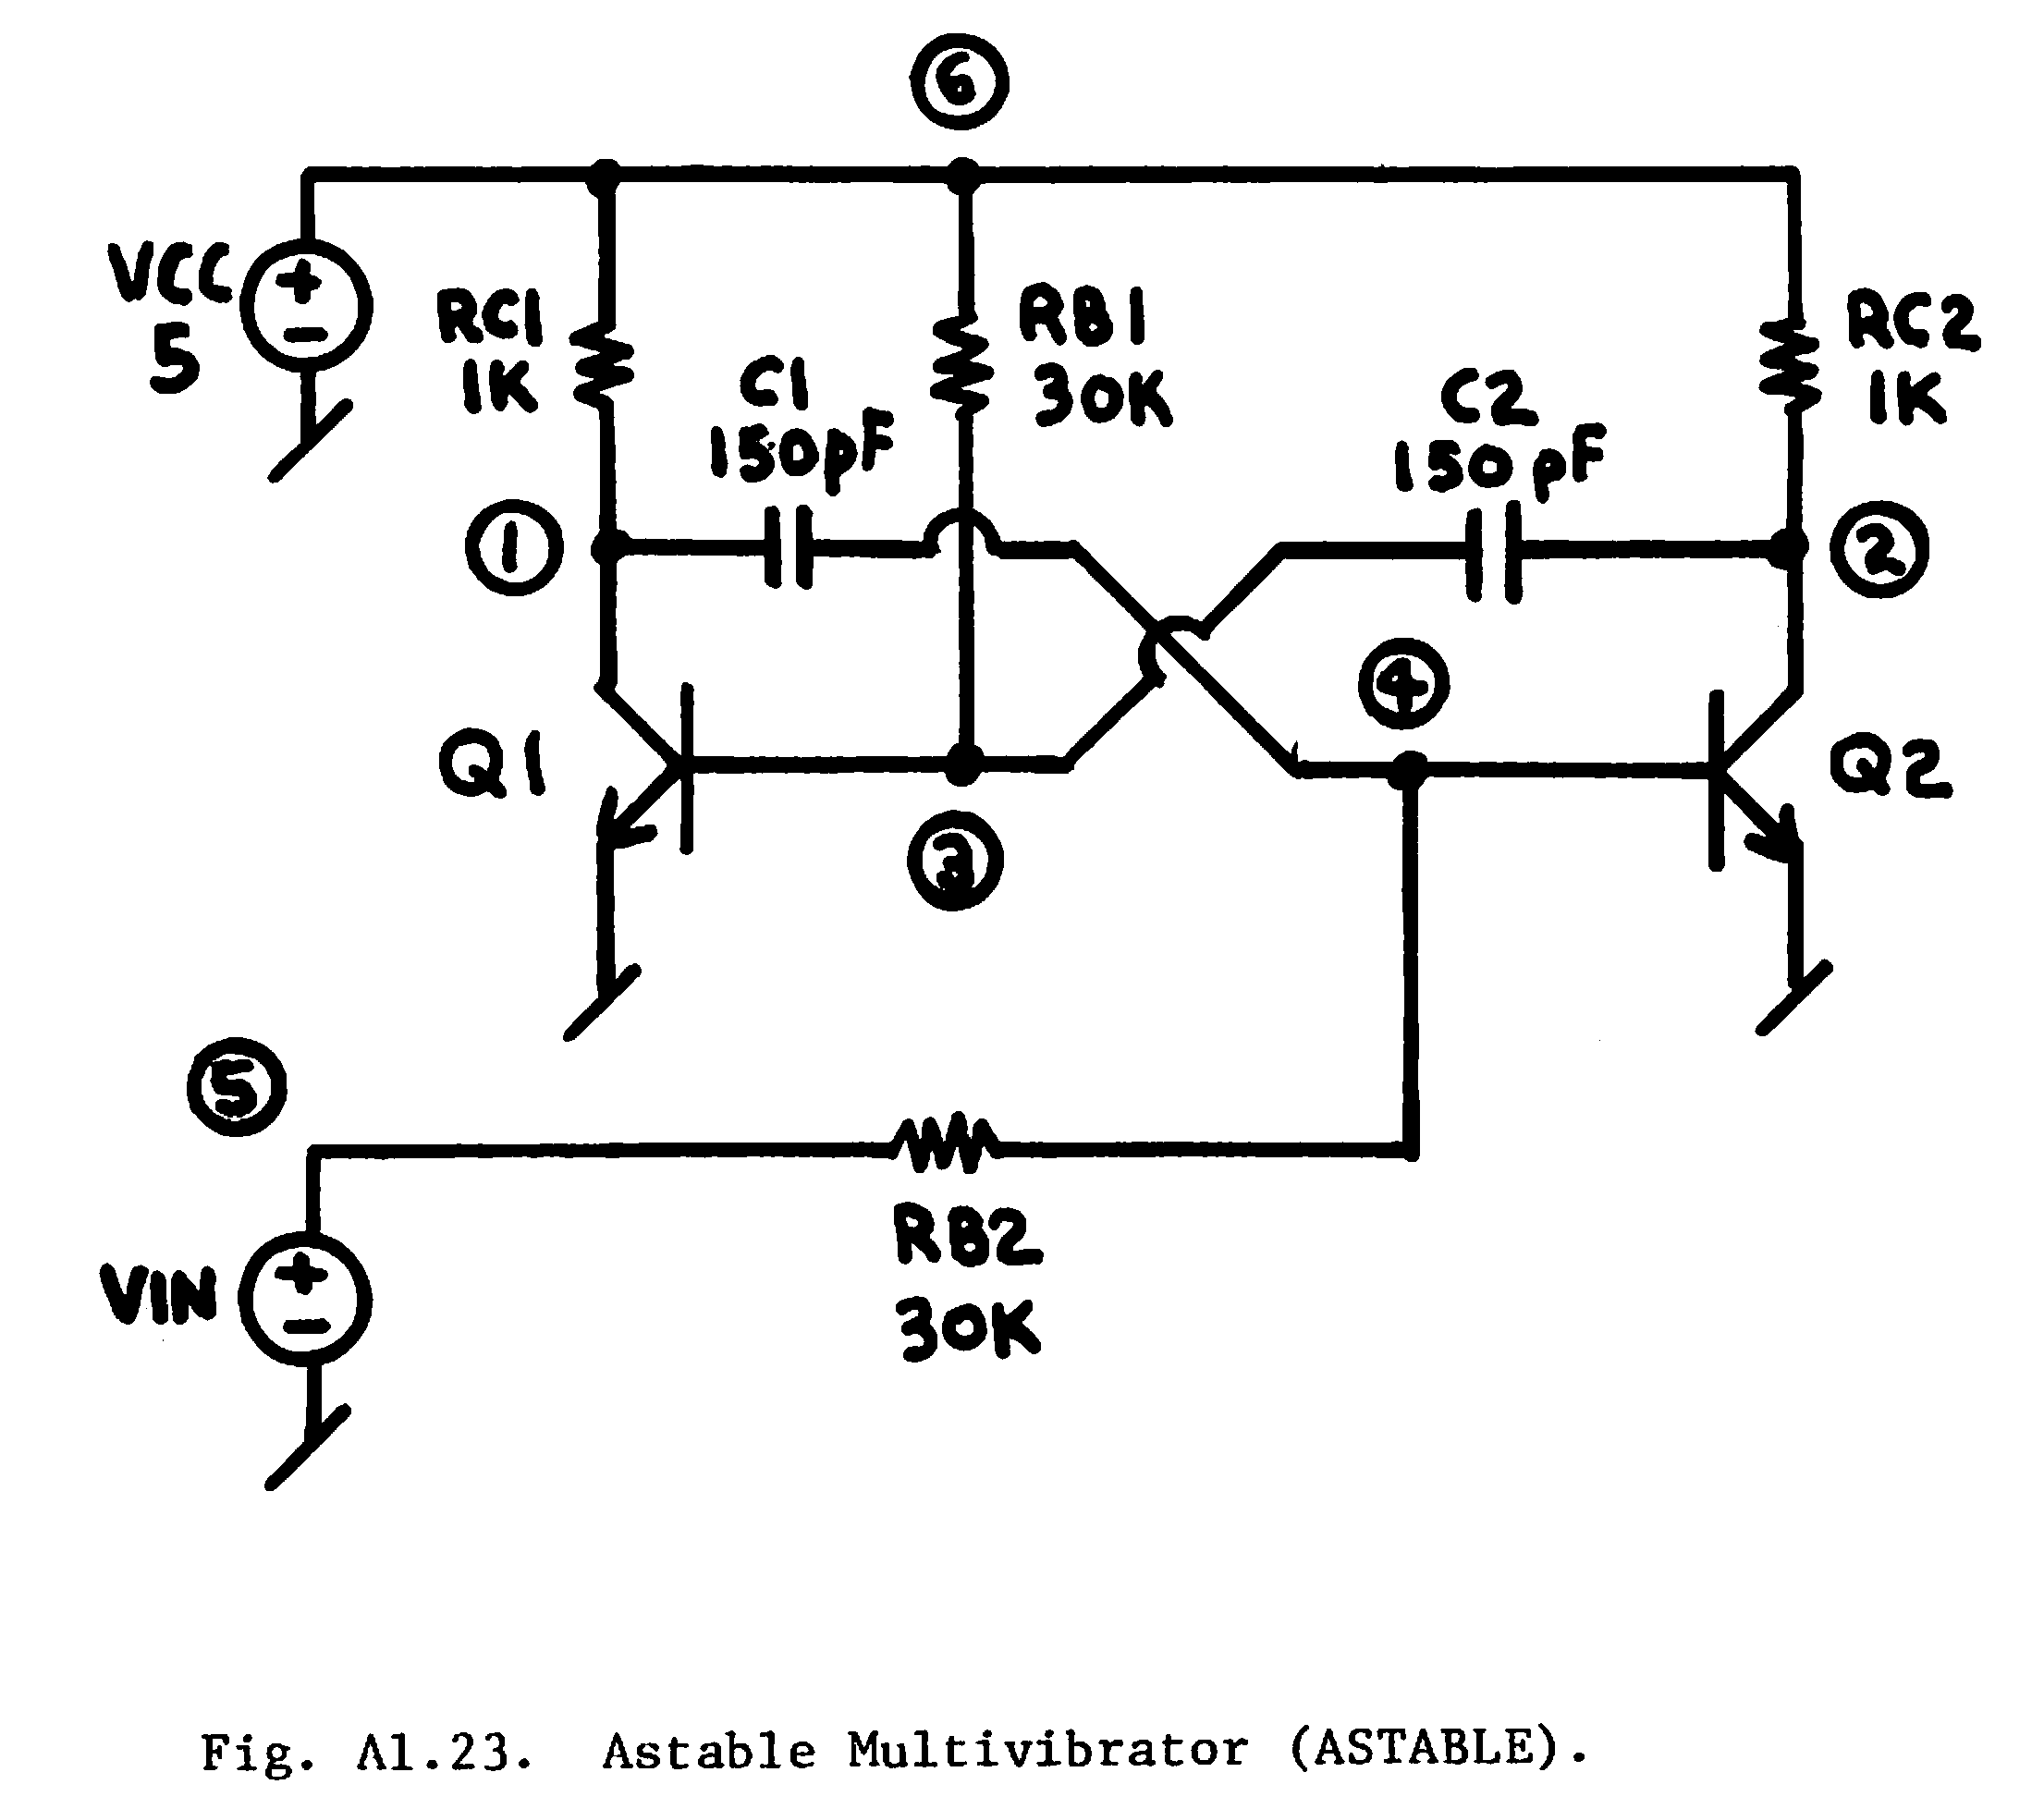 6
VCC
5
RC1
1K
C1
150pF
RB1
30K
C2
150pF
RC2
1K
1
2
4
Q1
3
Q2
5
RB2
30K
VIN
Fig. A1.23. Astable Multivibrator (ASTABLE).